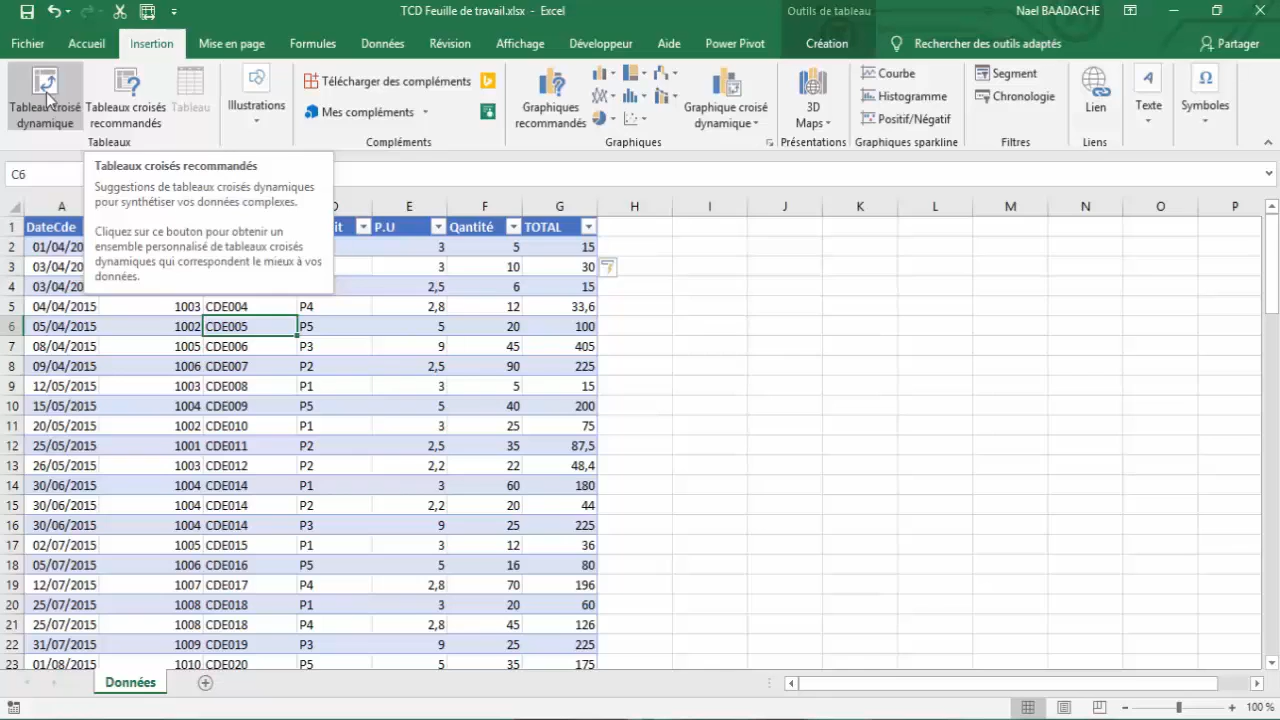 TCD Feuille de travail.xlsx - Excel
Outils de tableau
Nael BAADACHE
Fichier Accueil Insertion Mise en page Formules Données Révision Affichage Développeur Aide Power Pivot Création Rechercher des outils adaptés Partager
Tableau croisé dynamique
Tableaux croisés recommandés
Tableau
Tableaux
Illustrations
Télécharger des compléments
Mes compléments
Compléments
Graphiques recommandés
Graphique croisé dynamique
Graphiques
3D Maps
Présentations
Courbe
Histogramme
Positif/Négatif
Graphiques sparkline
Segment
Chronologie
Filtres
Lien
Liens
Texte
Symboles
C6
Tableaux croisés recommandés
Suggestions de tableaux croisés dynamiques
pour synthétiser vos données complexes.
Cliquez sur ce bouton pour obtenir un
ensemble personnalisé de tableaux croisés
dynamiques qui correspondent le mieux à vos
données.
A E F G H I J K L M N O P
1 DateCde it P.U Qantité TOTAL
2 01/04/20 3 5 15
3 03/04/20 3 10 30
4 03/04/20 2,5 6 15
5 04/04/2015 1003 CDE004 P4 2,8 12 33,6
6 05/04/2015 1002 CDE005 P5 5 20 100
7 08/04/2015 1005 CDE006 P3 9 45 405
8 09/04/2015 1006 CDE007 P2 2,5 90 225
9 12/05/2015 1003 CDE008 P1 3 5 15
10 15/05/2015 1004 CDE009 P5 5 40 200
11 20/05/2015 1002 CDE010 P1 3 25 75
12 25/05/2015 1001 CDE011 P2 2,5 35 87,5
13 26/05/2015 1003 CDE012 P2 2,2 22 48,4
14 30/06/2015 1004 CDE014 P1 3 60 180
15 30/06/2015 1004 CDE014 P2 2,2 20 44
16 30/06/2015 1004 CDE014 P3 9 25 225
17 02/07/2015 1005 CDE015 P1 3 12 36
18 05/07/2015 1006 CDE016 P5 5 16 80
19 12/07/2015 1007 CDE017 P4 2,8 70 196
20 25/07/2015 1008 CDE018 P1 3 20 60
21 25/07/2015 1008 CDE018 P4 2,8 45 126
22 31/07/2015 1009 CDE019 P3 9 25 225
23 01/08/2015 1010 CDE020 P5 5 35 175
Données
100 %